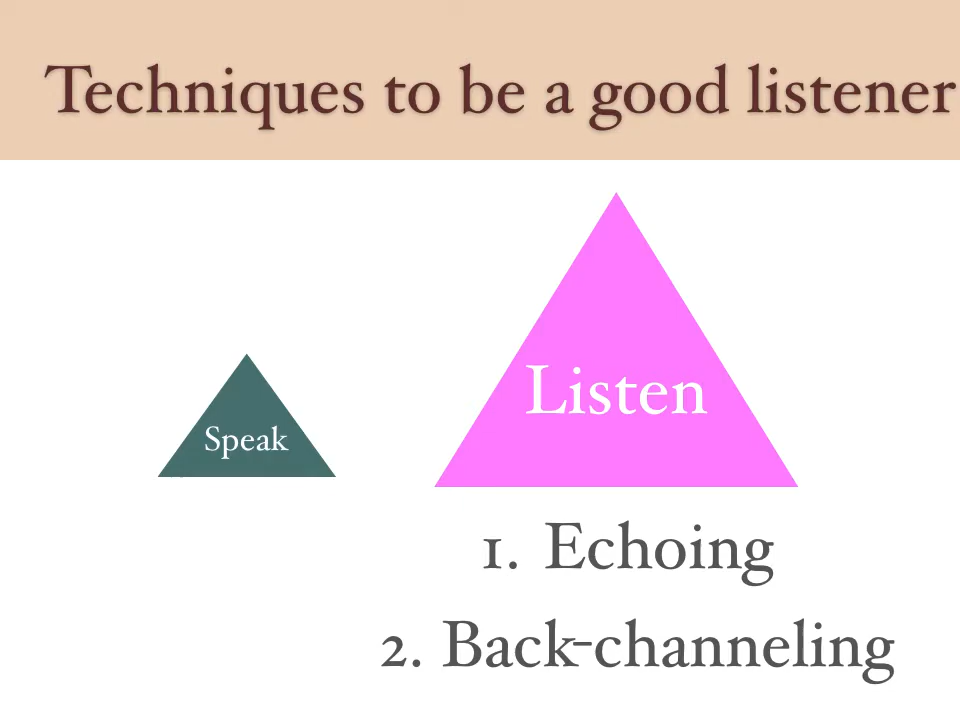 Techniques to be a good listener
Listen
Speak
1. Echoing
2. Back-channeling